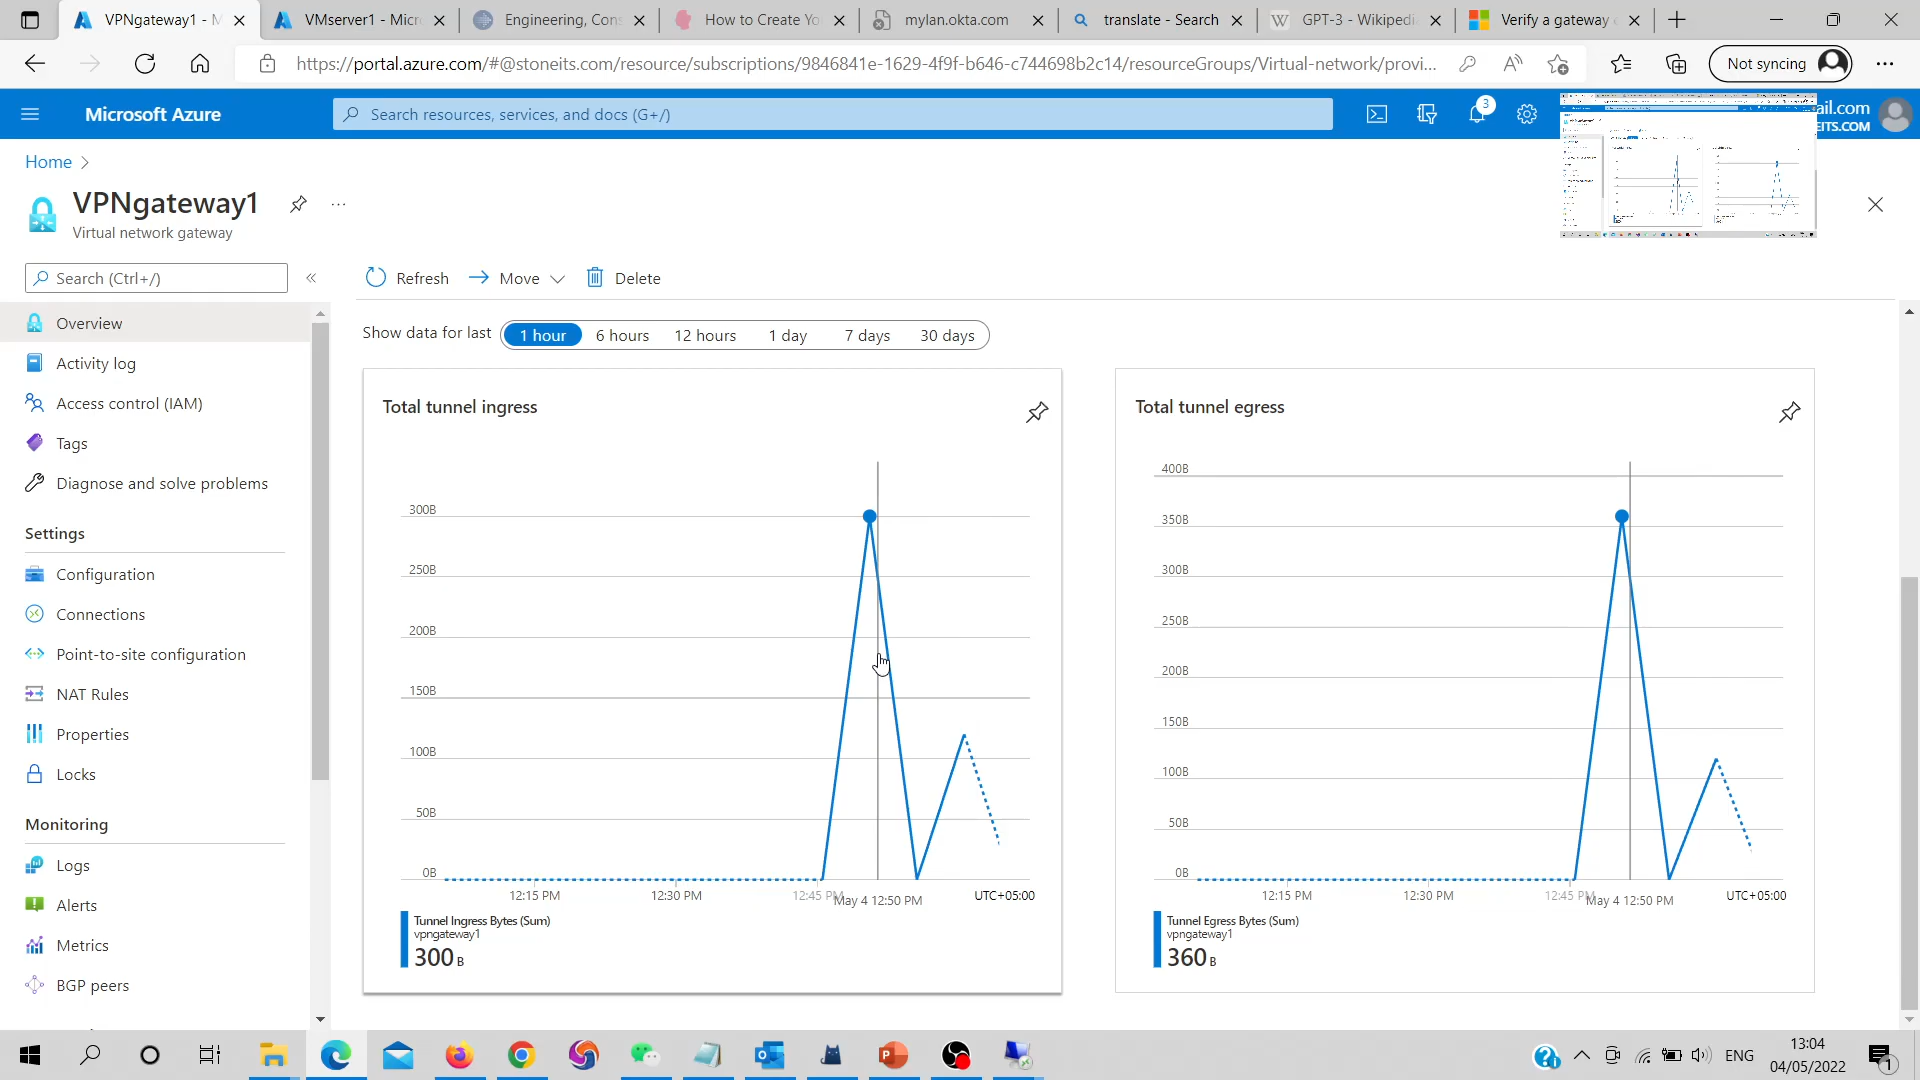 VPNgateway1 - M
VMserver1 - Micr
Engineering, Cons
How to Create Yo
mylan.okta.com
translate - Search
GPT-3 - Wikipedi
Verify a gateway
https://portal.azure.com/#@stoneits.com/resource/subscriptions/9846841e-1629-4f9f-b646-c744698b2c14/resourceGroups/Virtual-network/provi...
Not syncing
Microsoft Azure
Search resources, services, and docs (G+/)
3
ail.com
EITS.COM
Home
VPNgateway1
Virtual network gateway
Search (Ctrl+/)
Refresh
Move
Delete
Overview
Activity log
Access control (IAM)
Tags
Diagnose and solve problems
Settings
Configuration
Connections
Point-to-site configuration
NAT Rules
Properties
Locks
Monitoring
Logs
Alerts
Metrics
BGP peers
Show data for last
1 hour
6 hours
12 hours
1 day
7 days
30 days
Total tunnel ingress
300B
250B
200B
150B
100B
50B
0B
12:15 PM
12:30 PM
12:45 PM
May 4 12:50 PM
UTC+05:00
Tunnel Ingress Bytes (Sum)
vpngateway1
300 B
Total tunnel egress
400B
350B
300B
250B
200B
150B
100B
50B
0B
12:15 PM
12:30 PM
12:45 PM
May 4 12:50 PM
UTC+05:00
Tunnel Egress Bytes (Sum)
vpngateway1
360 B
ENG
13:04
04/05/2022
1